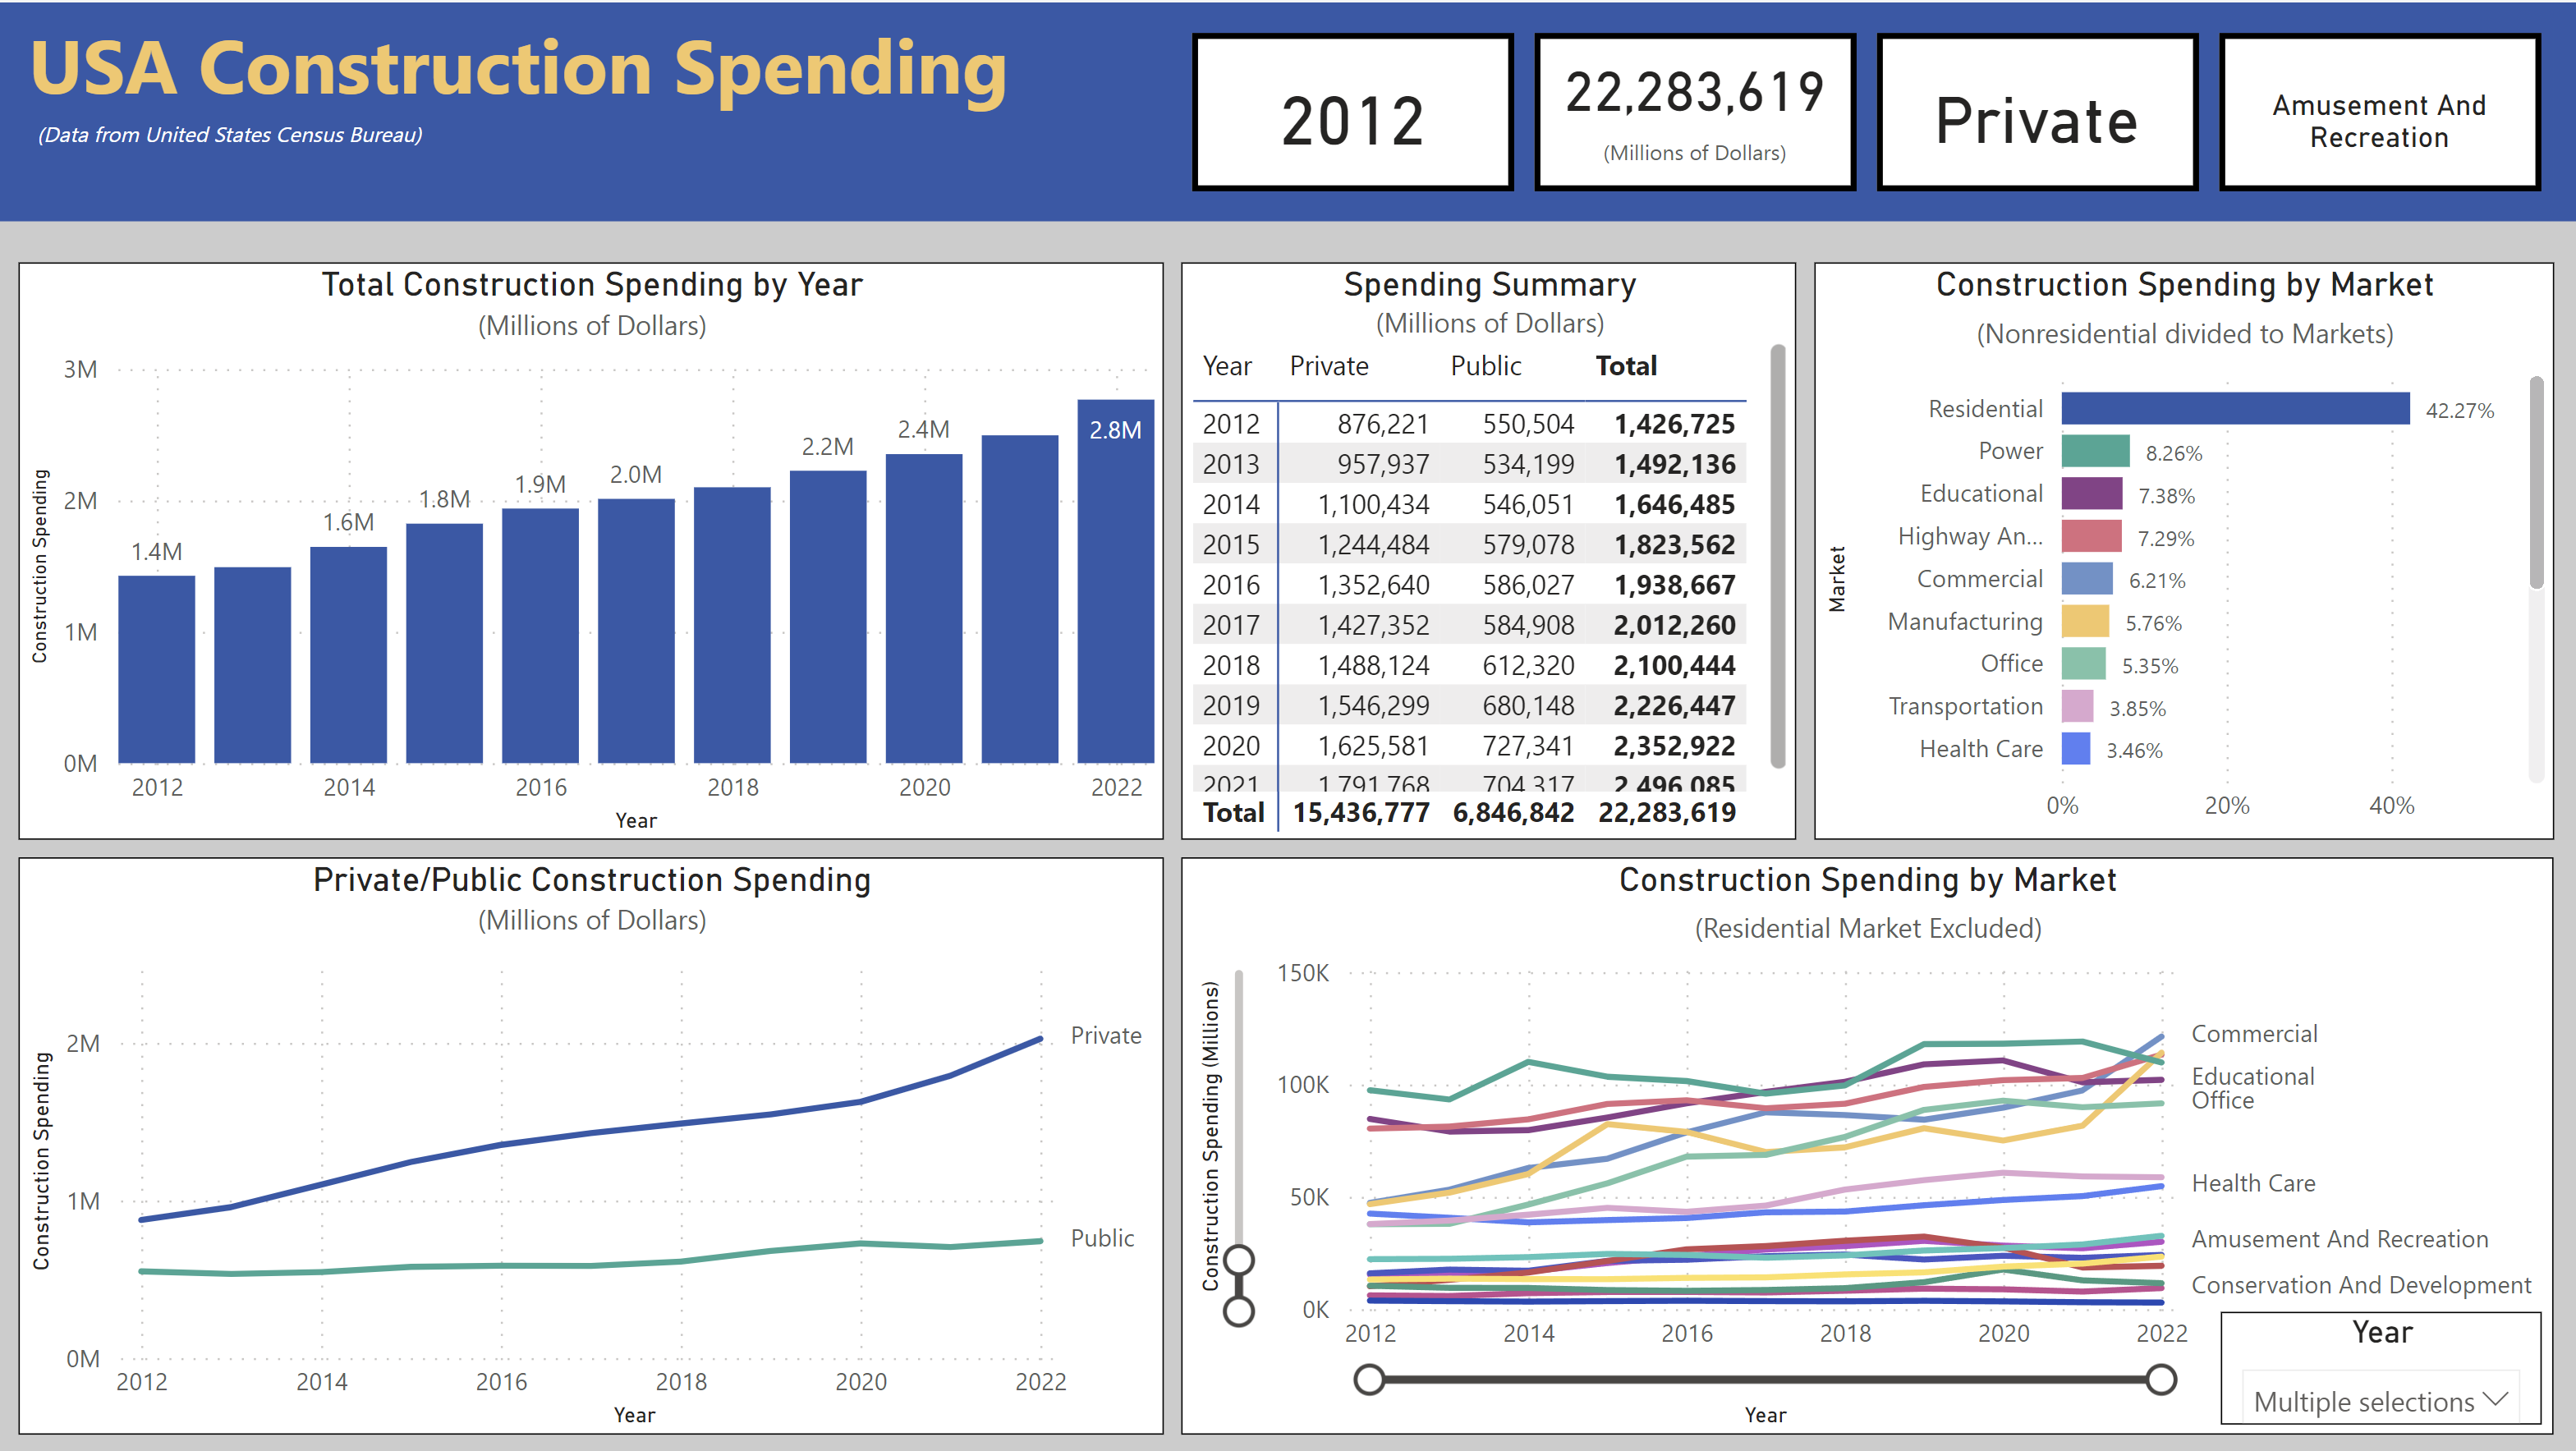 USA Construction Spending
(Data from United States Census Bureau)
2012
22,283,619
(Millions of Dollars)
Private
Amusement And
Recreation
Total Construction Spending by Year
(Millions of Dollars)
Construction Spending
3M
2M
1M
0M
1.4M
1.6M
1.8M
1.9M
2.0M
2.2M
2.4M
2.8M
2012 2014 2016 2018 2020 2022
Year
Spending Summary
(Millions of Dollars)
Year Private Public Total
2012 876,221 550,504 1,426,725
2013 957,937 534,199 1,492,136
2014 1,100,434 546,051 1,646,485
2015 1,244,484 579,078 1,823,562
2016 1,352,640 586,027 1,938,667
2017 1,427,352 584,908 2,012,260
2018 1,488,124 612,320 2,100,444
2019 1,546,299 680,148 2,226,447
2020 1,625,581 727,341 2,352,922
2021 1,791,768 704,317 2,496,085
Total 15,436,777 6,846,842 22,283,619
Construction Spending by Market
(Nonresidential divided to Markets)
Market
Residential 42.27%
Power 8.26%
Educational 7.38%
Highway An... 7.29%
Commercial 6.21%
Manufacturing 5.76%
Office 5.35%
Transportation 3.85%
Health Care 3.46%
0% 20% 40%
Private/Public Construction Spending
(Millions of Dollars)
Construction Spending
2M
1M
0M
Private
Public
2012 2014 2016 2018 2020 2022
Year
Construction Spending by Market
(Residential Market Excluded)
Construction Spending (Millions)
150K
100K
50K
0K
Commercial
Educational
Office
Health Care
Amusement And Recreation
Conservation And Development
2012 2014 2016 2018 2020 2022
Year
Year
Multiple selections